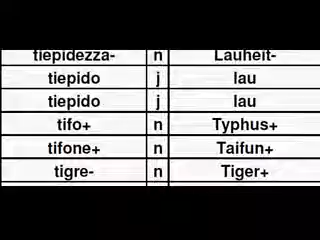 tiepidezza- n Lauheit-
tiepido j lau
tiepido j lau
tifo+ n Typhus+
tifone+ n Taifun+
tigre- n Tiger+